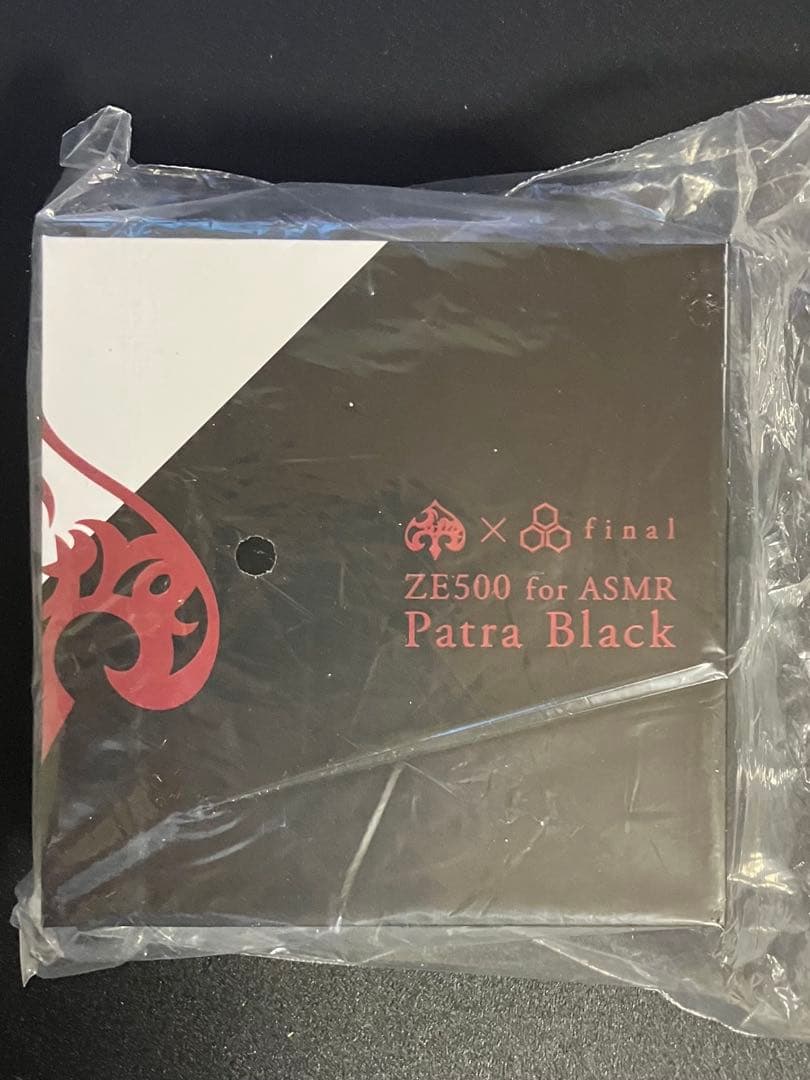 × final
ZE500 for ASMR
Patra Black